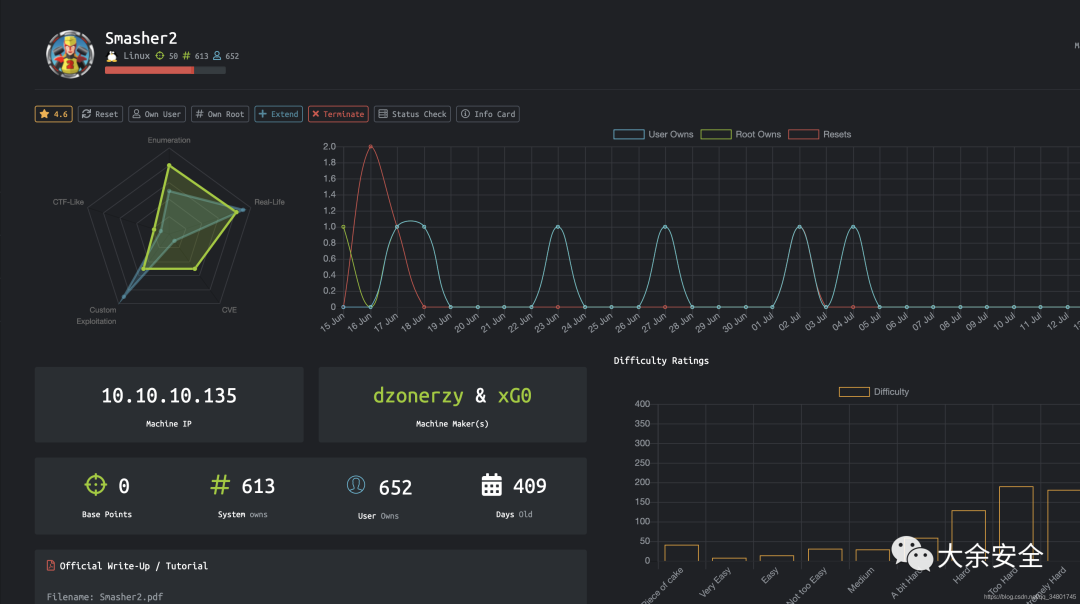 Smasher2
Linux 50 # 613 652
4.6 Reset Own User # Own Root Extend Terminate Status Check Info Card
Enumeration
Real-Life
CVE
Custom
Exploitation
CTF-Like
User Owns Root Owns Resets
2.0
1.8
1.6
1.4
1.2
1.0
0.8
0.6
0.4
0.2
0
15 Jun 16 Jun 17 Jun 18 Jun 19 Jun 20 Jun 21 Jun 22 Jun 23 Jun 24 Jun 25 Jun 26 Jun 27 Jun 28 Jun 29 Jun 30 Jun 01 Jul 02 Jul 03 Jul 04 Jul 05 Jul 06 Jul 07 Jul 08 Jul 09 Jul 10 Jul 11 Jul 12 Jul
10.10.10.135
Machine IP
dzonerzy & xG0
Machine Maker(s)
0
Base Points
# 613
System owns
652
User Owns
409
Days Old
Official Write-Up / Tutorial
Filename: Smasher2.pdf
Difficulty Ratings
Difficulty
400
350
300
250
200
150
100
50
0
Piece of cake Very Easy Easy Not too Easy Medium A bit Hard Hard Too Hard
大余安全